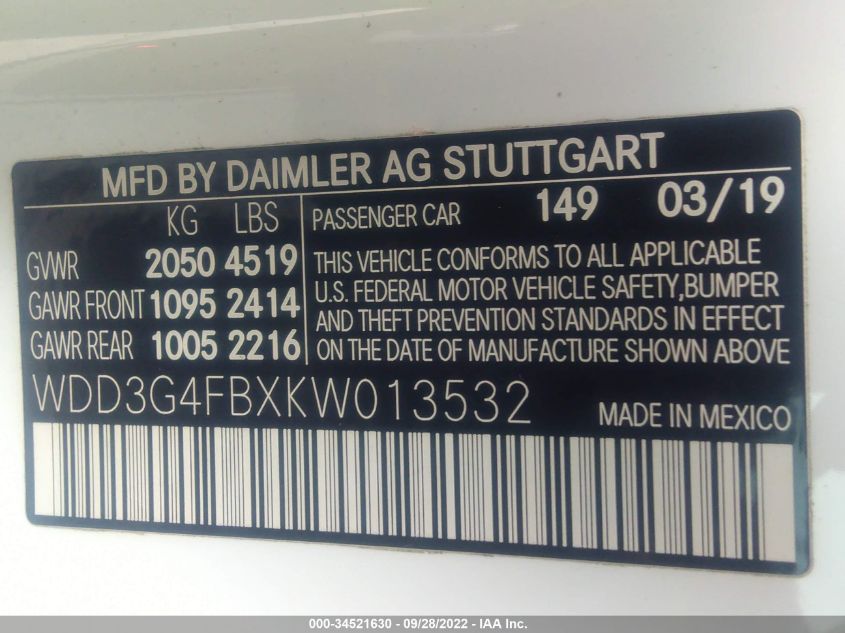 MFD BY DAIMLER AG STUTTGART
KG LBS
GVWR 2050 4519
GAWR FRONT 1095 2414
GAWR REAR 1005 2216
PASSENGER CAR 149 03/19
THIS VEHICLE CONFORMS TO ALL APPLICABLE
U.S. FEDERAL MOTOR VEHICLE SAFETY,BUMPER
AND THEFT PREVENTION STANDARDS IN EFFECT
ON THE DATE OF MANUFACTURE SHOWN ABOVE
WDD3G4FBXKW013532 MADE IN MEXICO
000-34521630 - 09/28/2022 - IAA Inc.